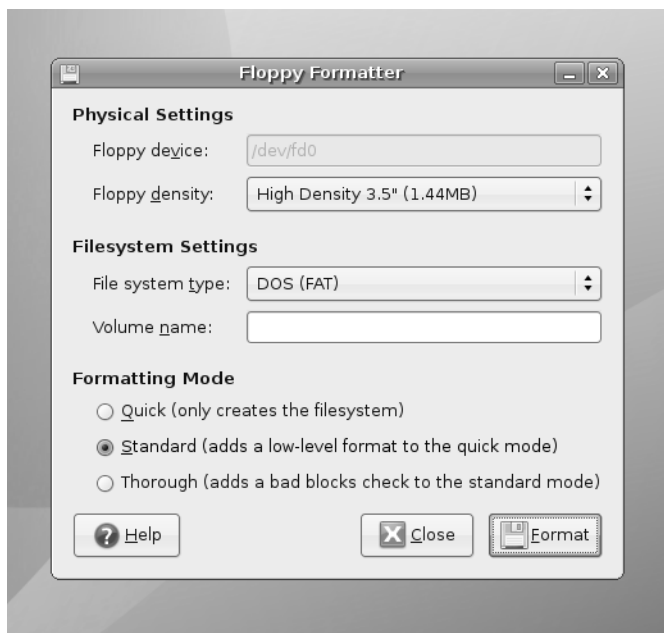 Floppy Formatter
Physical Settings
Floppy device: /dev/fd0
Floppy density: High Density 3.5" (1.44MB)
Filesystem Settings
File system type: DOS (FAT)
Volume name:
Formatting Mode
Quick (only creates the filesystem)
Standard (adds a low-level format to the quick mode)
Thorough (adds a bad blocks check to the standard mode)
Help Close Format